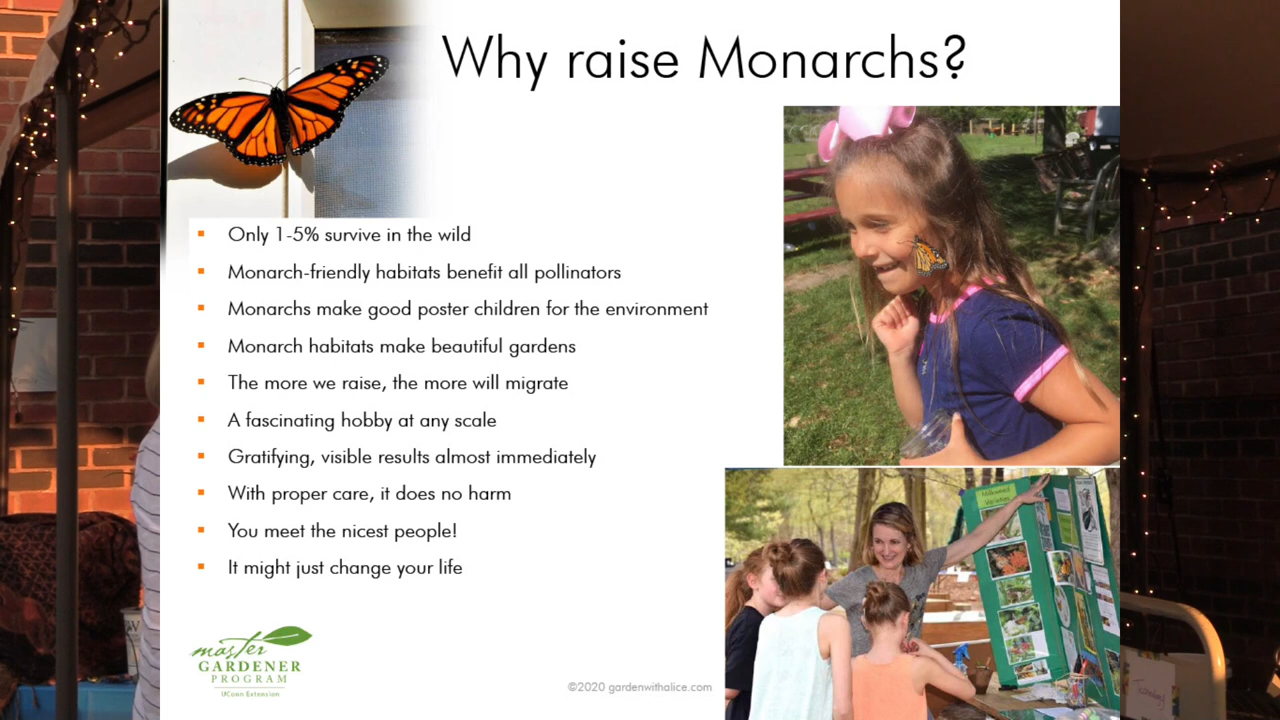 Why raise Monarchs?
Only 1-5% survive in the wild
Monarch-friendly habitats benefit all pollinators
Monarchs make good poster children for the environment
Monarch habitats make beautiful gardens
The more we raise, the more will migrate
A fascinating hobby at any scale
Gratifying, visible results almost immediately
With proper care, it does no harm
You meet the nicest people!
It might just change your life
master
GARDENER
PROGRAM
UConn Extension
©2020 gardenwithalice.com
Milkweed
Varieties